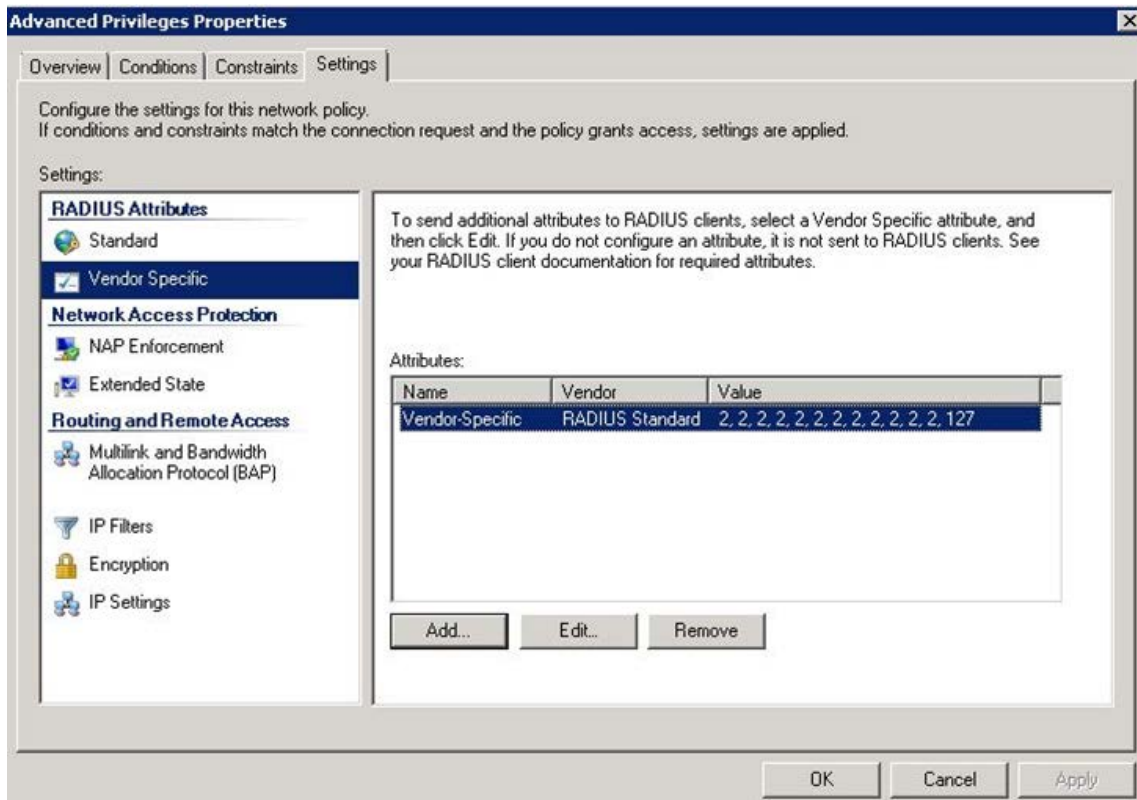 Advanced Privileges Properties
Overview
Conditions
Constraints
Settings
Configure the settings for this network policy.
If conditions and constraints match the connection request and the policy grants access, settings are applied.
Settings:
RADIUS Attributes
Standard
Vendor Specific
Network Access Protection
NAP Enforcement
Extended State
Routing and Remote Access
Multilink and Bandwidth
Allocation Protocol (BAP)
IP Filters
Encryption
IP Settings
To send additional attributes to RADIUS clients, select a Vendor Specific attribute, and
then click Edit. If you do not configure an attribute, it is not sent to RADIUS clients. See
your RADIUS client documentation for required attributes.
Attributes:
Name Vendor Value
Vendor-Specific RADIUS Standard 2, 2, 2, 2, 2, 2, 2, 2, 2, 2, 2, 2, 127
Add...
Edit...
Remove
OK
Cancel
Apply